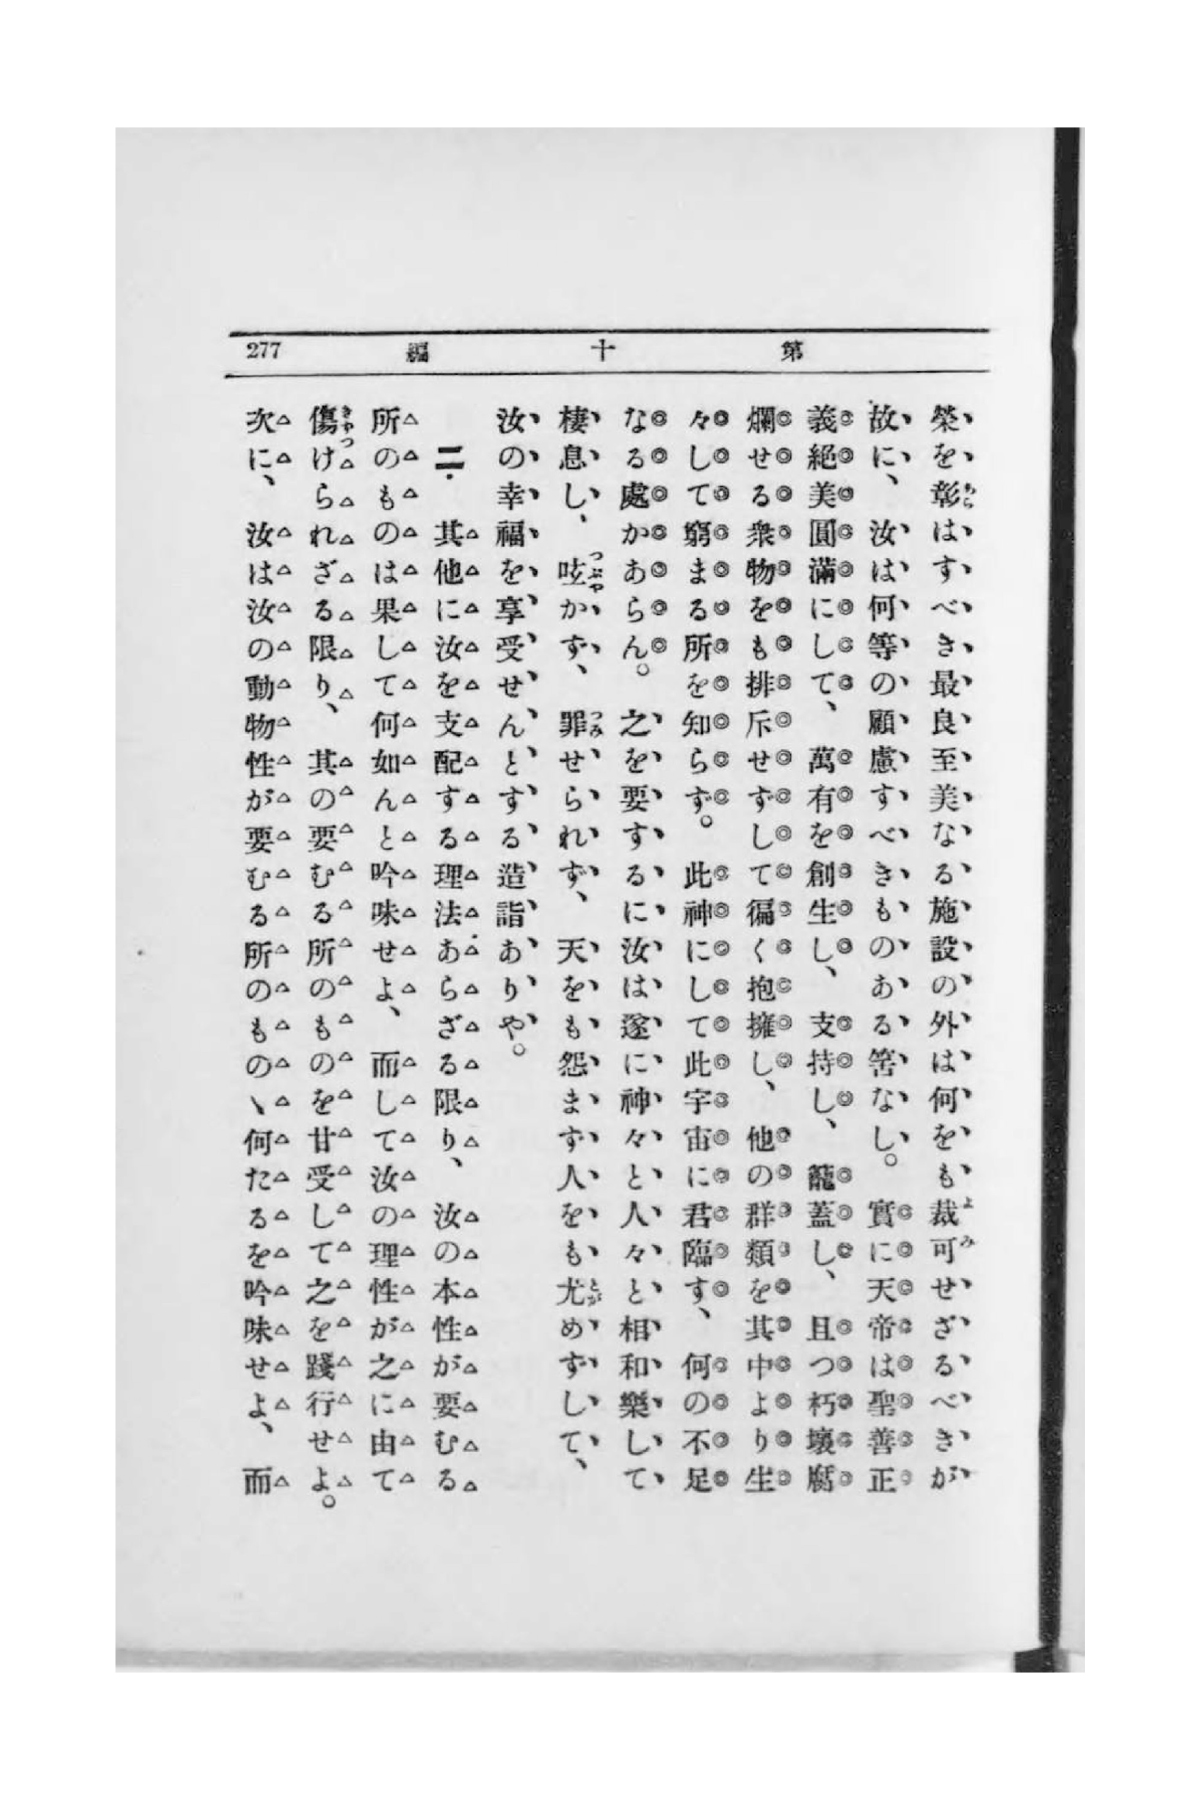 第十編 277
榮を彰はすべき最良至美なる施設の外は何をも裁可せざるべきが
故に、汝は何等の顧慮すべきものある筈なし。實に天帝は聖善正
義絕美圓滿にして、萬有を創生し、支持し、籠蓋し、且つ朽壞腐
爛せる衆物をも排斥せずして徧く抱擁し、他の群類を其中より生
々して窮まる所を知らず。此神にして此宇宙に君臨す、何の不足
なる處かあらん。之を要するに汝は遂に神々と人々と相和樂して
棲息し、呟かず、罪せられず、天をも怨まず人をも尤めずして、
汝の幸福を享受せんとする造詣ありや。
二. 其他に汝を支配する理法あらざる限り、汝の本性が要むる
所のものは果して何如んと吟味せよ、而して汝の理性が之に由て
傷けられざる限り、其の要むる所のものを甘受して之を踐行せよ。
次に、汝は汝の動物性が要むる所のものゝ何たるを吟味せよ、而